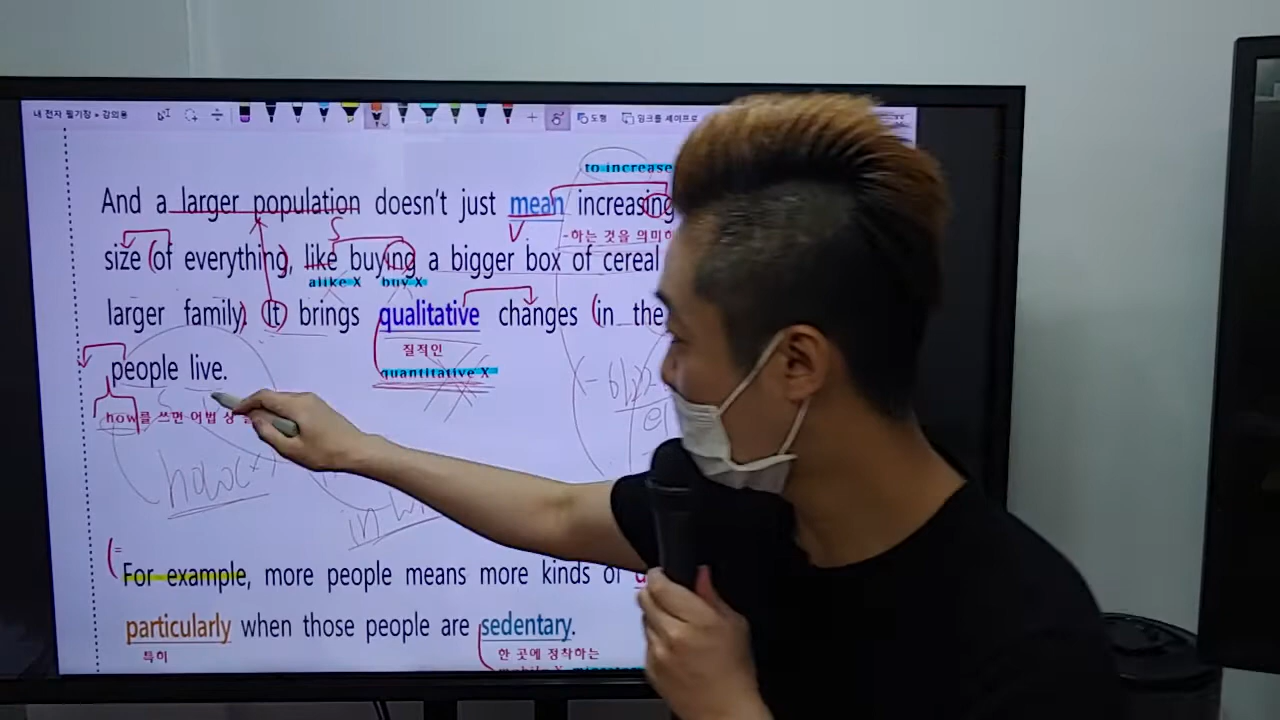 내 전자 필기장 » 강의용
도형
잉크를 셰이프로
to increase
And a larger population doesn't just mean increasing
V
-하는 것을 의미하
size (of everything), like buying a bigger box of cereal
alike X buy X
larger family. It brings qualitative changes (in the
질적인
quantitative X
people live.
how를 쓰면 어법 상
how X
in w
(=
For example, more people means more kinds of
particularly when those people are sedentary.
특히
한 곳에 정착하는